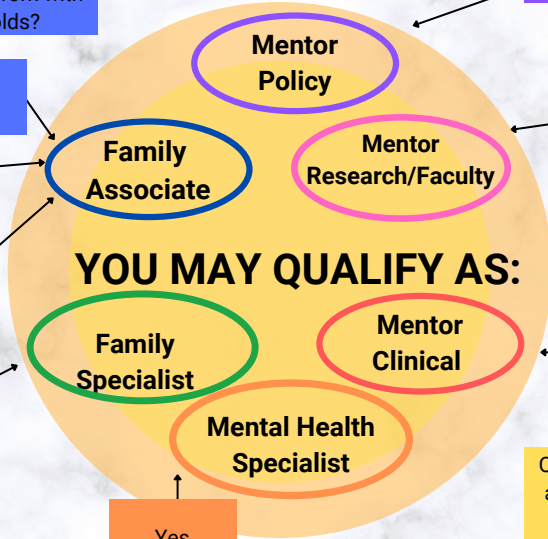 olds?
Mentor
Policy
Family
Associate
Mentor
Research/Faculty
YOU MAY QUALIFY AS:
Family
Specialist
Mentor
Clinical
Mental Health
Specialist
Yes